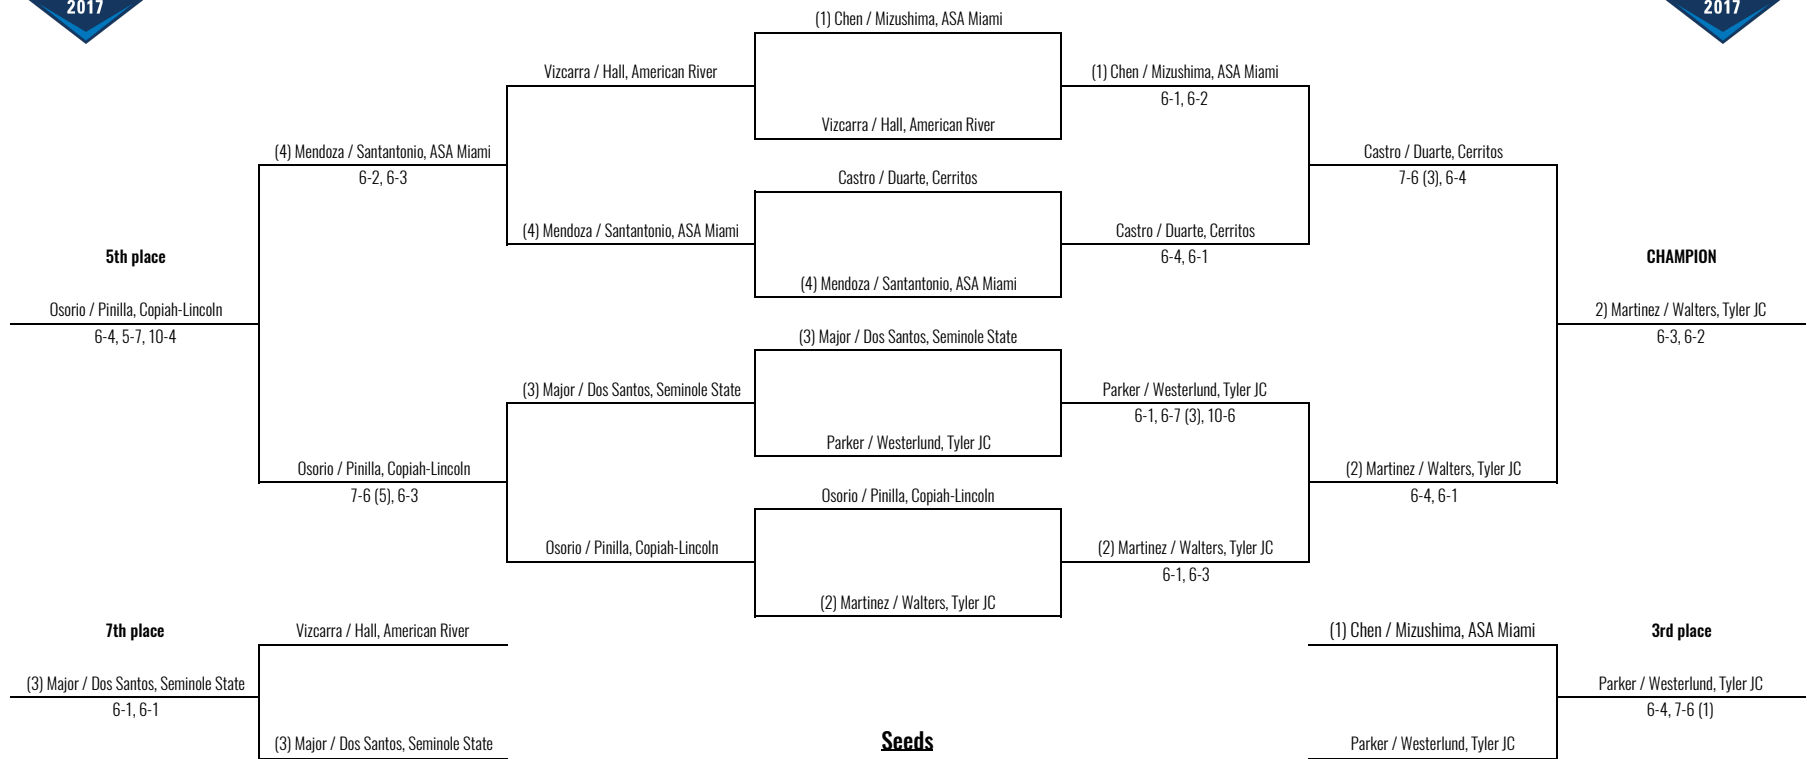 2017
2017
(1) Chen / Mizushima, ASA Miami
Vizcarra / Hall, American River
(1) Chen / Mizushima, ASA Miami
6-1, 6-2
Vizcarra / Hall, American River
(4) Mendoza / Santantonio, ASA Miami
6-2, 6-3
Castro / Duarte, Cerritos
7-6 (3), 6-4
Castro / Duarte, Cerritos
(4) Mendoza / Santantonio, ASA Miami
Castro / Duarte, Cerritos
6-4, 6-1
5th place
CHAMPION
(4) Mendoza / Santantonio, ASA Miami
Osorio / Pinilla, Copiah-Lincoln
6-4, 5-7, 10-4
2) Martinez / Walters, Tyler JC
6-3, 6-2
(3) Major / Dos Santos, Seminole State
(3) Major / Dos Santos, Seminole State
Parker / Westerlund, Tyler JC
6-1, 6-7 (3), 10-6
Parker / Westerlund, Tyler JC
Osorio / Pinilla, Copiah-Lincoln
7-6 (5), 6-3
(2) Martinez / Walters, Tyler JC
6-4, 6-1
Osorio / Pinilla, Copiah-Lincoln
Osorio / Pinilla, Copiah-Lincoln
(2) Martinez / Walters, Tyler JC
6-1, 6-3
(2) Martinez / Walters, Tyler JC
7th place
Vizcarra / Hall, American River
(1) Chen / Mizushima, ASA Miami
3rd place
(3) Major / Dos Santos, Seminole State
6-1, 6-1
Parker / Westerlund, Tyler JC
6-4, 7-6 (1)
(3) Major / Dos Santos, Seminole State
Seeds
Parker / Westerlund, Tyler JC